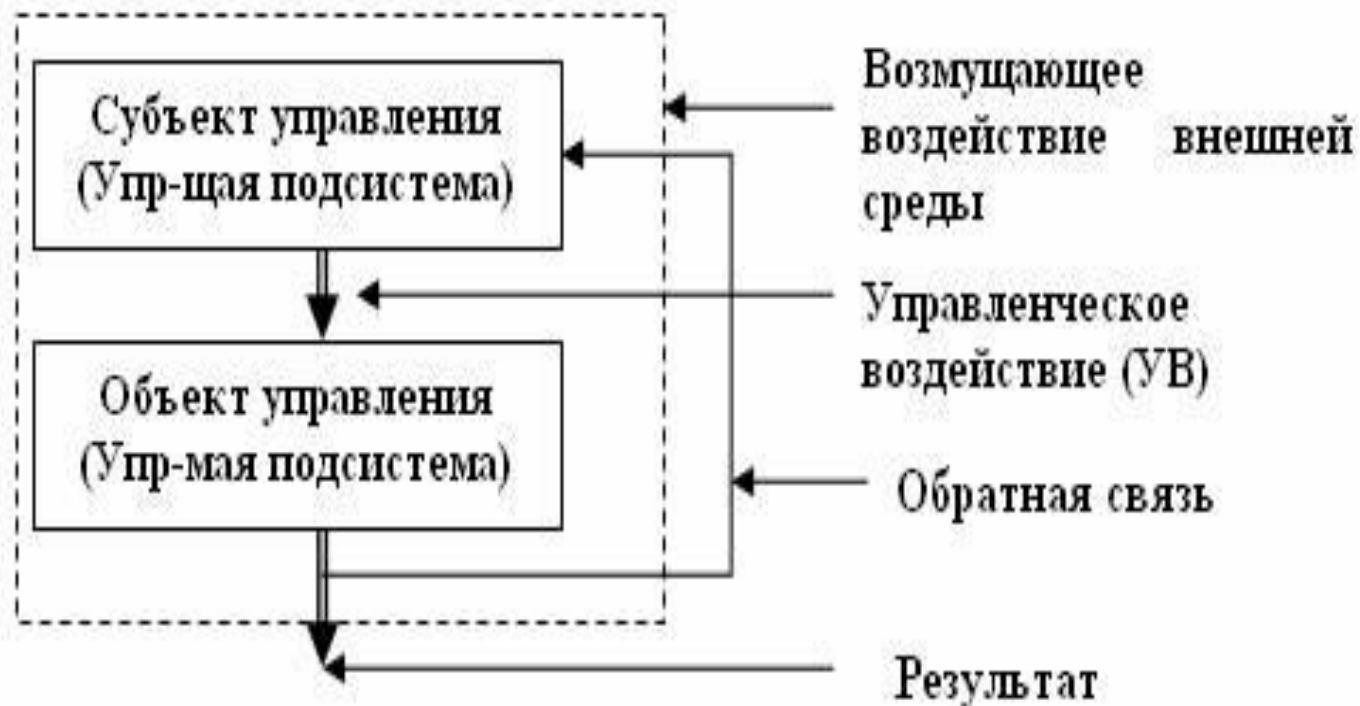 Субъект управления
(Упр-щая подсистема)
Объект управления
(Упр-мая подсистема)
Возмущающее
воздействие внешней
среды
Управленческое
воздействие (УВ)
Обратная связь
Результат